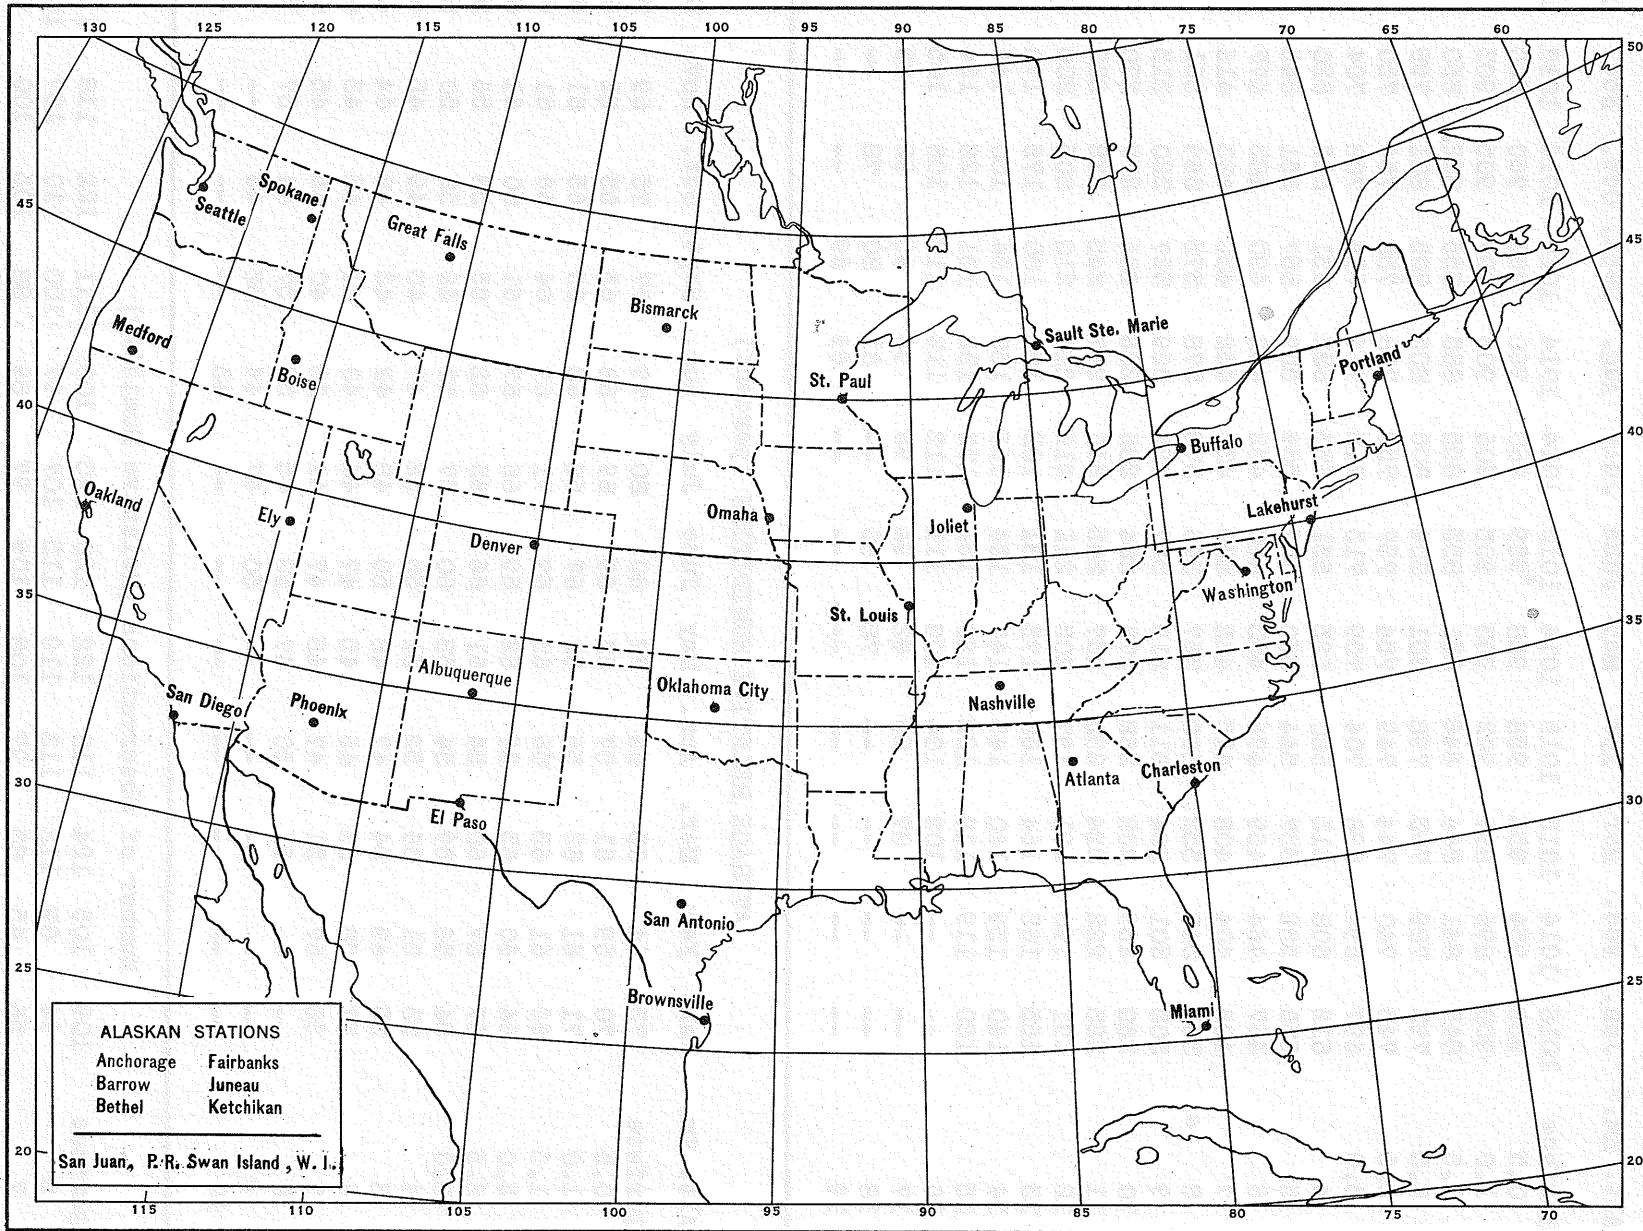 130 125 120 115 110 105 100 95 90 85 80 75 70 65 60
50
Spokane
Seattle
45
Great Falls
45
Bismarck
Medford
Sault Ste. Marie
Portland
St. Paul
Boise
40
40
Buffalo
Oakland
Ely
Omaha
Joliet
Lakehurst
Denver
Washington
35
St. Louis
35
Albuquerque
Oklahoma City
San Diego
Phoenix
Nashville
Atlanta
Charleston
30
30
El Paso
San Antonio
25
25
Brownsville
Miami
ALASKAN STATIONS
Anchorage Fairbanks
Barrow Juneau
Bethel Ketchikan
20
20
San Juan, P.R. Swan Island, W. I.
115 110 105 100 95 90 85 80 75 70